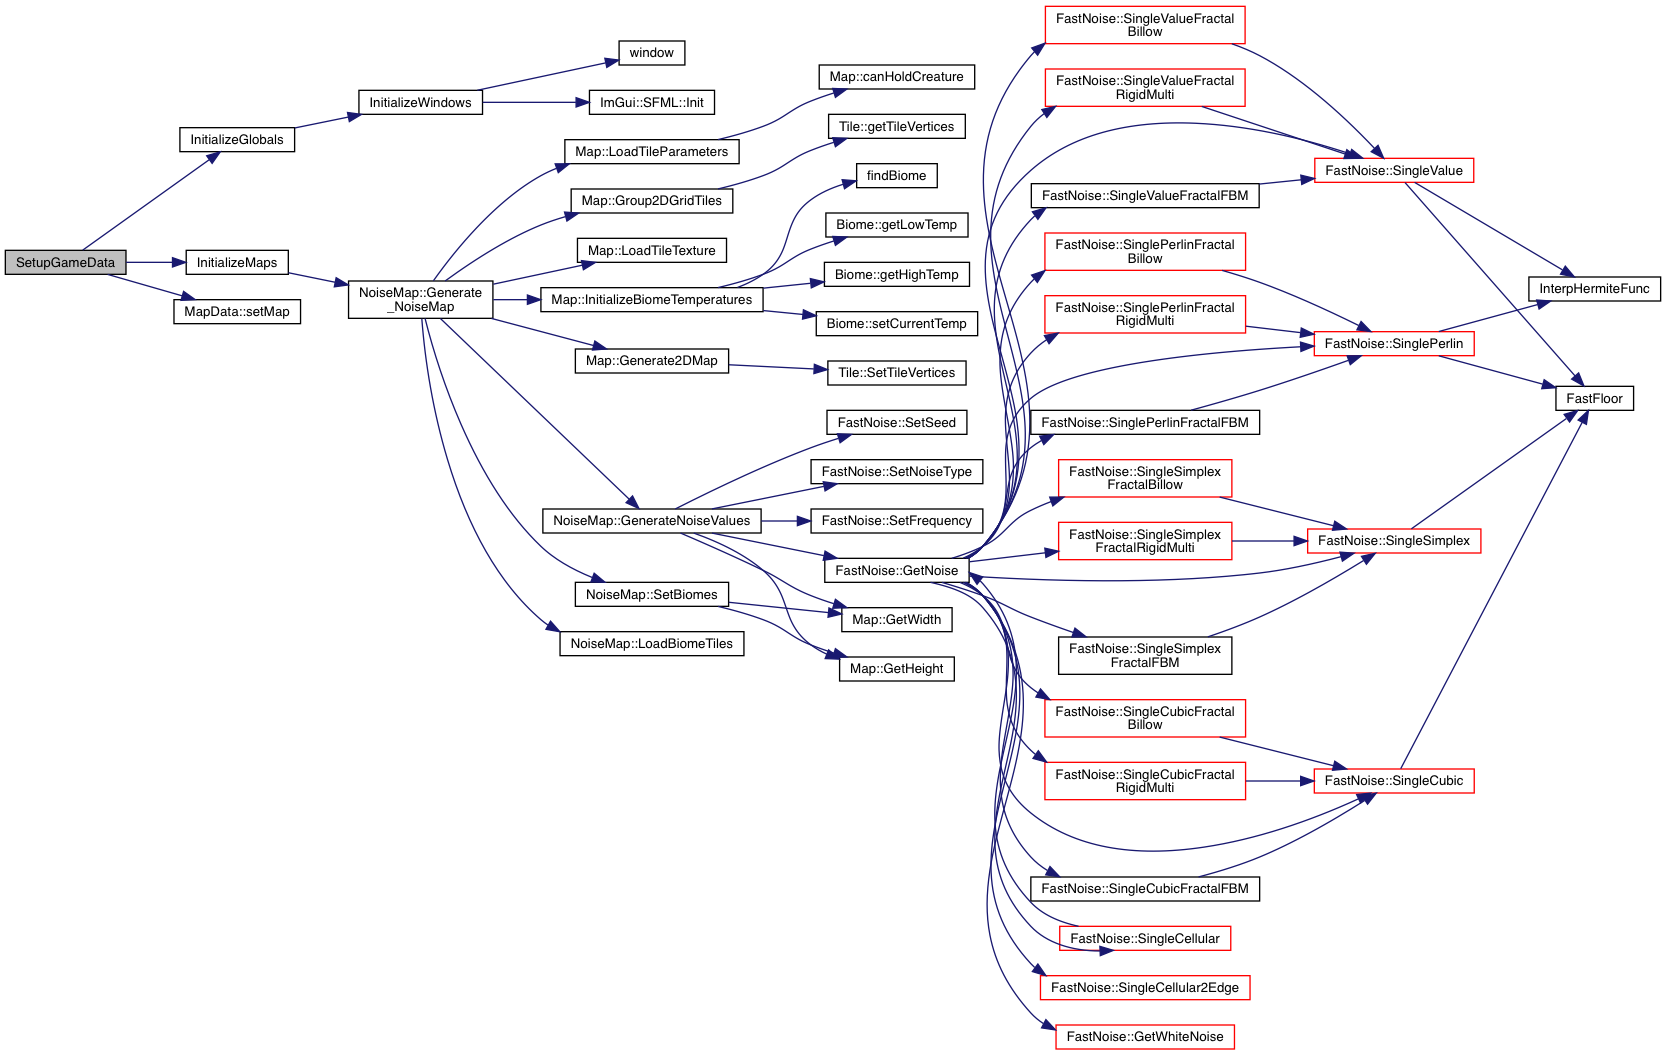 SetupGameData
InitializeGlobals
InitializeMaps
MapData::setMap
InitializeWindows
window
ImGui::SFML::Init
NoiseMap::Generate
_NoiseMap
Map::LoadTileParameters
Map::Group2DGridTiles
Map::LoadTileTexture
Map::InitializeBiomeTemperatures
Map::Generate2DMap
NoiseMap::GenerateNoiseValues
NoiseMap::SetBiomes
NoiseMap::LoadBiomeTiles
Map::canHoldCreature
Tile::getTileVertices
findBiome
Biome::getLowTemp
Biome::getHighTemp
Biome::setCurrentTemp
Tile::SetTileVertices
FastNoise::SetSeed
FastNoise::SetNoiseType
FastNoise::SetFrequency
FastNoise::GetNoise
Map::GetWidth
Map::GetHeight
FastNoise::SingleValueFractal
Billow
FastNoise::SingleValueFractal
RigidMulti
FastNoise::SingleValueFractalFBM
FastNoise::SinglePerlinFractal
Billow
FastNoise::SinglePerlinFractal
RigidMulti
FastNoise::SinglePerlinFractalFBM
FastNoise::SingleSimplex
FractalBillow
FastNoise::SingleSimplex
FractalRigidMulti
FastNoise::SingleSimplex
FractalFBM
FastNoise::SingleCubicFractal
Billow
FastNoise::SingleCubicFractal
RigidMulti
FastNoise::SingleCubicFractalFBM
FastNoise::SingleCellular
FastNoise::SingleCellular2Edge
FastNoise::GetWhiteNoise
FastNoise::SingleValue
FastNoise::SinglePerlin
FastNoise::SingleSimplex
FastNoise::SingleCubic
InterpHermiteFunc
FastFloor